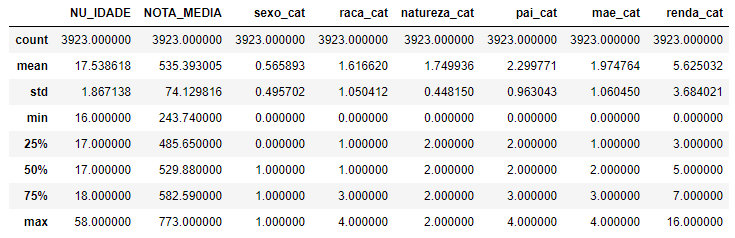 NU_IDADE NOTA_MEDIA sexo_cat raca_cat natureza_cat pai_cat mae_cat renda_cat
count 3923.000000 3923.000000 3923.000000 3923.000000 3923.000000 3923.000000 3923.000000 3923.000000
mean 17.538618 535.393005 0.565893 1.616620 1.749936 2.299771 1.974764 5.625032
std 1.867138 74.129816 0.495702 1.050412 0.448150 0.963043 1.060450 3.684021
min 16.000000 243.740000 0.000000 0.000000 0.000000 0.000000 0.000000 0.000000
25% 17.000000 485.650000 0.000000 1.000000 2.000000 2.000000 1.000000 3.000000
50% 17.000000 529.880000 1.000000 1.000000 2.000000 2.000000 2.000000 5.000000
75% 18.000000 582.590000 1.000000 3.000000 2.000000 3.000000 3.000000 7.000000
max 58.000000 773.000000 1.000000 4.000000 2.000000 4.000000 4.000000 16.000000